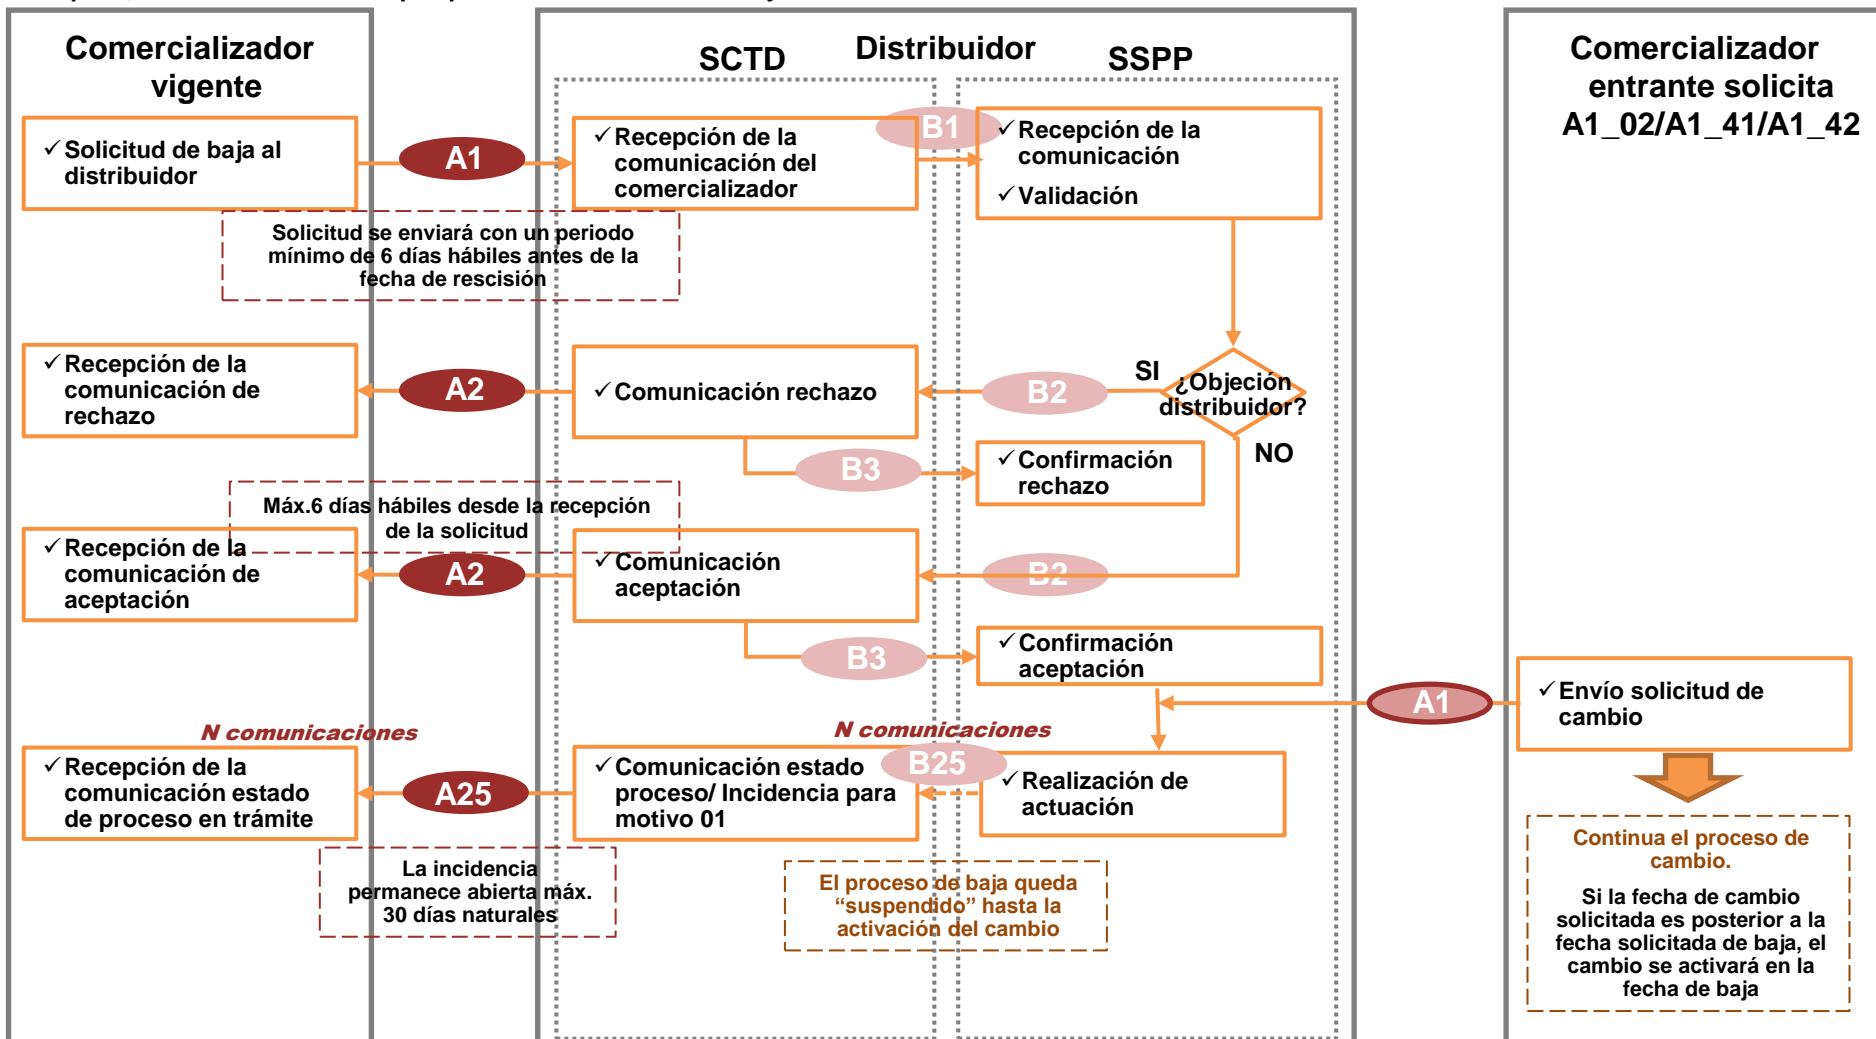 Comercializador
vigente
Distribuidor
SCTD
SSPP
Comercializador
entrante solicita
A1_02/A1_41/A1_42
✓ Solicitud de baja al
distribuidor
A1
✓ Recepción de la
comunicación del
comercializador
B1
✓ Recepción de la
comunicación
✓ Validación
Solicitud se enviará con un periodo
mínimo de 6 días hábiles antes de la
fecha de rescisión
✓ Recepción de la
comunicación de
rechazo
A2
✓ Comunicación rechazo
B2
SI
¿Objeción
distribuidor?
NO
B3
✓ Confirmación
rechazo
Máx.6 días hábiles desde la recepción
de la solicitud
✓ Recepción de la
comunicación de
aceptación
A2
✓ Comunicación
aceptación
B2
B3
✓ Confirmación
aceptación
A1
✓ Envío solicitud de
cambio
N comunicaciones
N comunicaciones
✓ Recepción de la
comunicación estado
de proceso en trámite
A25
✓ Comunicación estado
proceso/ Incidencia para
motivo 01
B25
✓ Realización de
actuación
La incidencia
permanece abierta máx.
30 días naturales
El proceso de baja queda
“suspendido” hasta la
activación del cambio
Continua el proceso de
cambio.
Si la fecha de cambio
solicitada es posterior a la
fecha solicitada de baja, el
cambio se activará en la
fecha de baja